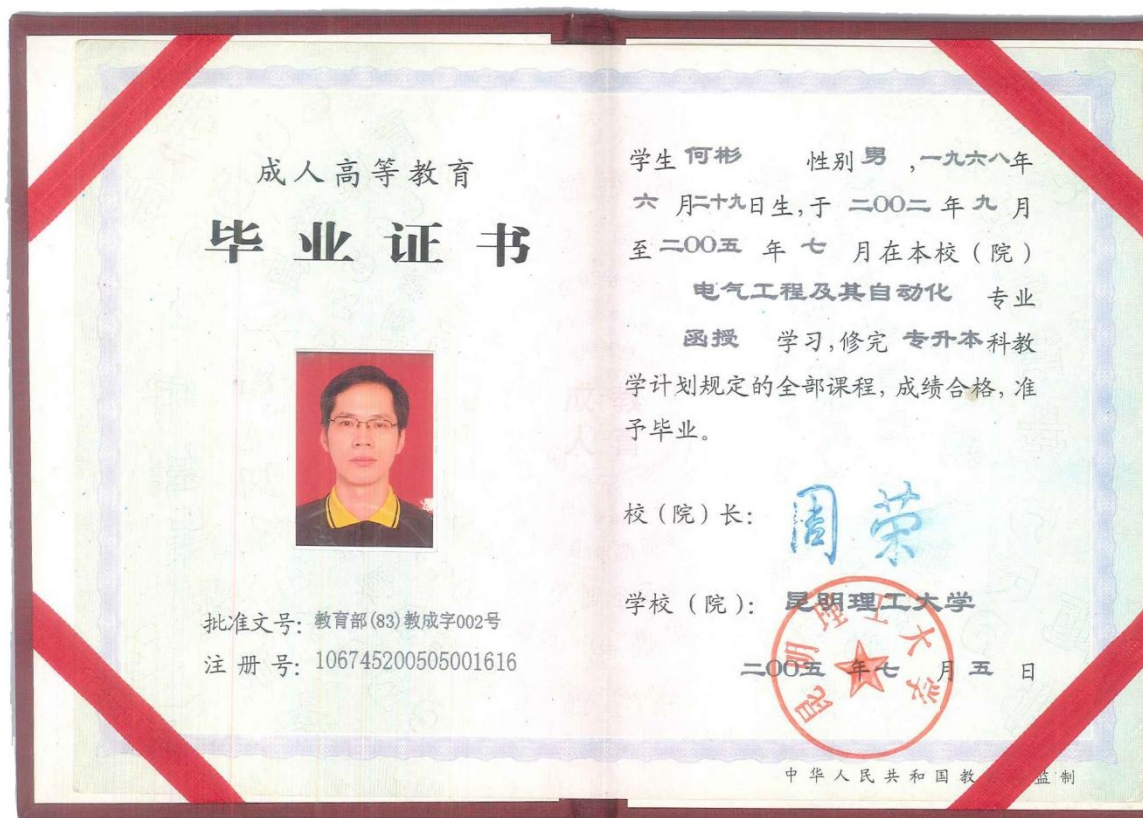 成人高等教育
毕业证书
批准文号：教育部(83)教成字002号
注册号：106745200505001616
学生 何彬 性别 男，一九六八年
六 月二十九日生，于 二〇〇二 年 九 月
至 二〇〇五 年 七 月在本校（院）
电气工程及其自动化 专业
函授 学习，修完 专升本科教
学计划规定的全部课程，成绩合格，准
予毕业。
校（院）长：周荣
学校（院）：昆明理工大学
昆明理工大学
二〇〇五 年 七 月 五 日
中华人民共和国教 监制